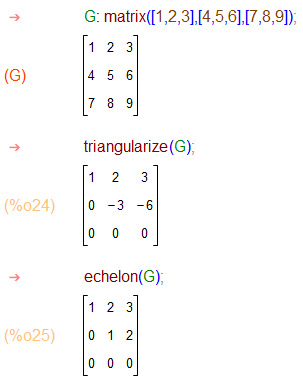 → G: matrix([1,2,3],[4,5,6],[7,8,9]);
1 2 3
(G) 4 5 6
7 8 9
→ triangularize(G);
1 2 3
(%o24) 0 −3 −6
0 0 0
→ echelon(G);
1 2 3
(%o25) 0 1 2
0 0 0